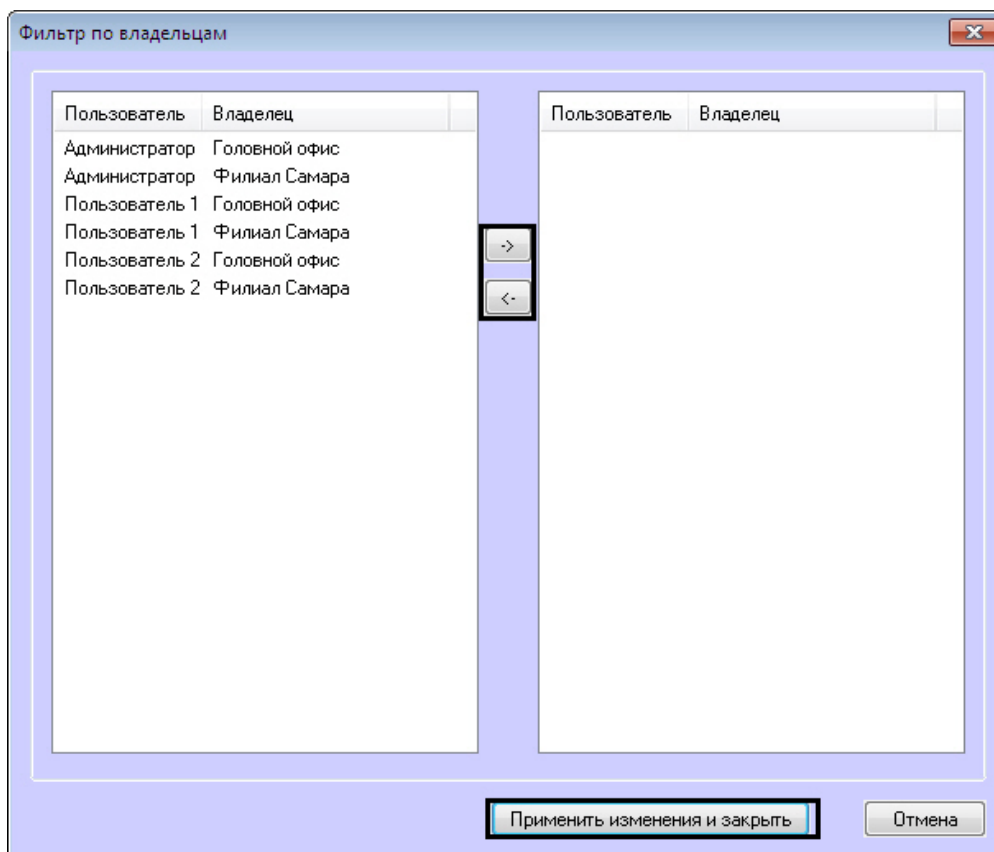 Фильтр по владельцам
Пользователь Владелец
Администратор Головной офис
Администратор Филиал Самара
Пользователь 1 Головной офис
Пользователь 1 Филиал Самара
Пользователь 2 Головной офис
Пользователь 2 Филиал Самара
->
<-
Пользователь Владелец
Применить изменения и закрыть
Отмена